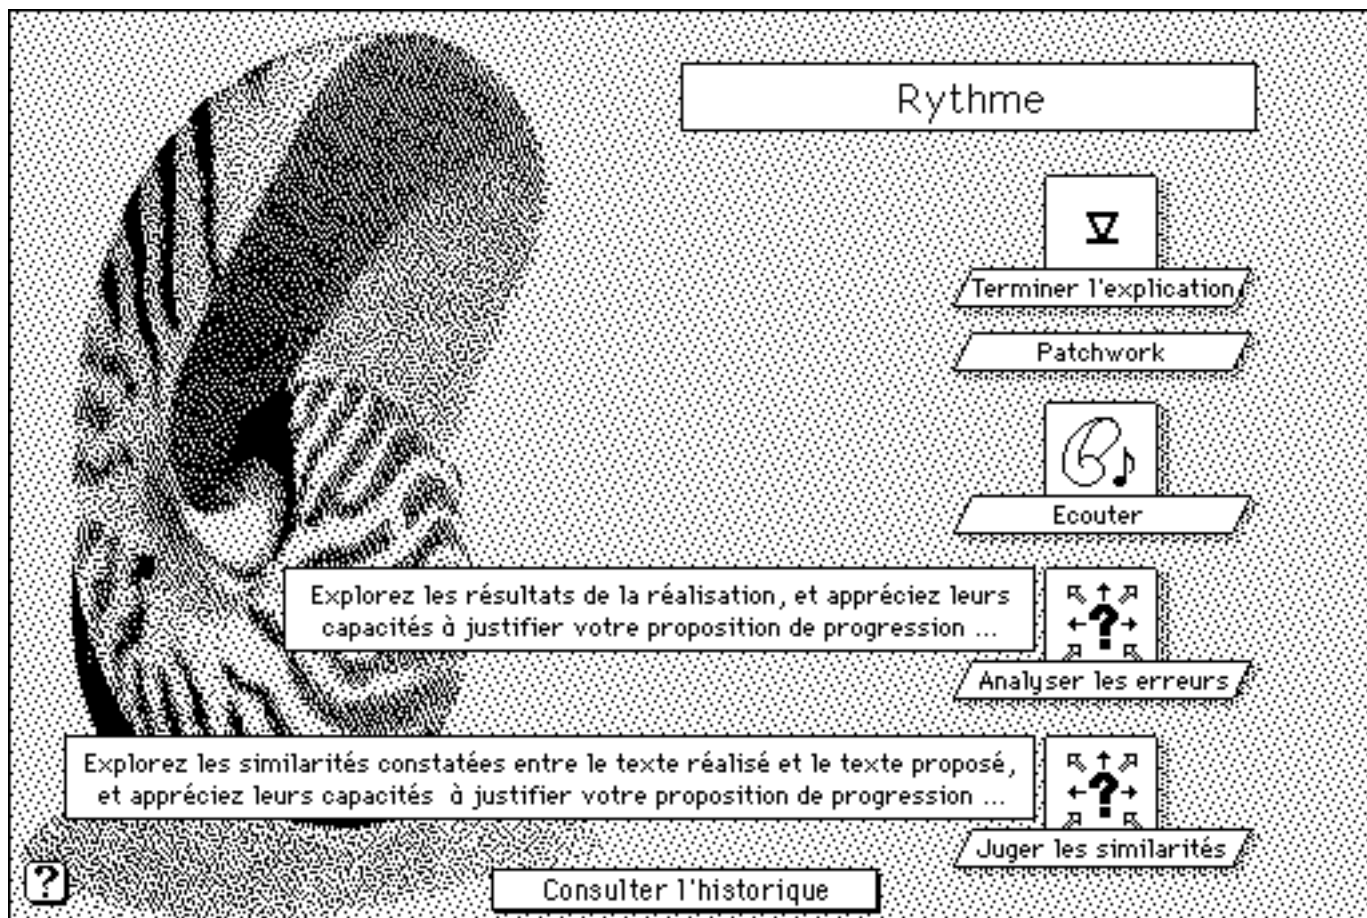 Rythme
Terminer l'explication
Patchwork
Ecouter
Explorez les résultats de la réalisation, et appréciez leurs
capacités à justifier votre proposition de progression ...
Analyser les erreurs
Explorez les similarités constatées entre le texte réalisé et le texte proposé,
et appréciez leurs capacités à justifier votre proposition de progression ...
Juger les similarités
?
Consulter l'historique